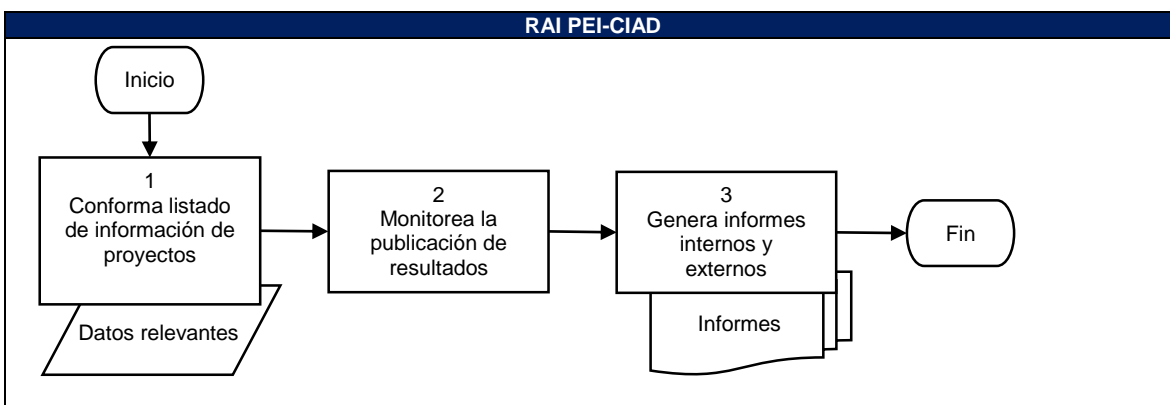 RAI PEI-CIAD
Inicio
1
Conforma listado
de información de
proyectos
Datos relevantes
2
Monitorea la
publicación de
resultados
3
Genera informes
internos y
externos
Informes
Fin